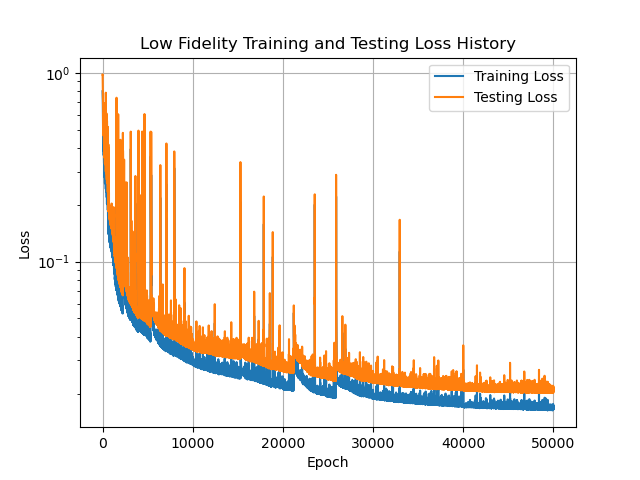 Low Fidelity Training and Testing Loss History
Training Loss
Testing Loss
10⁰
10⁻¹
Loss
0 10000 20000 30000 40000 50000
Epoch